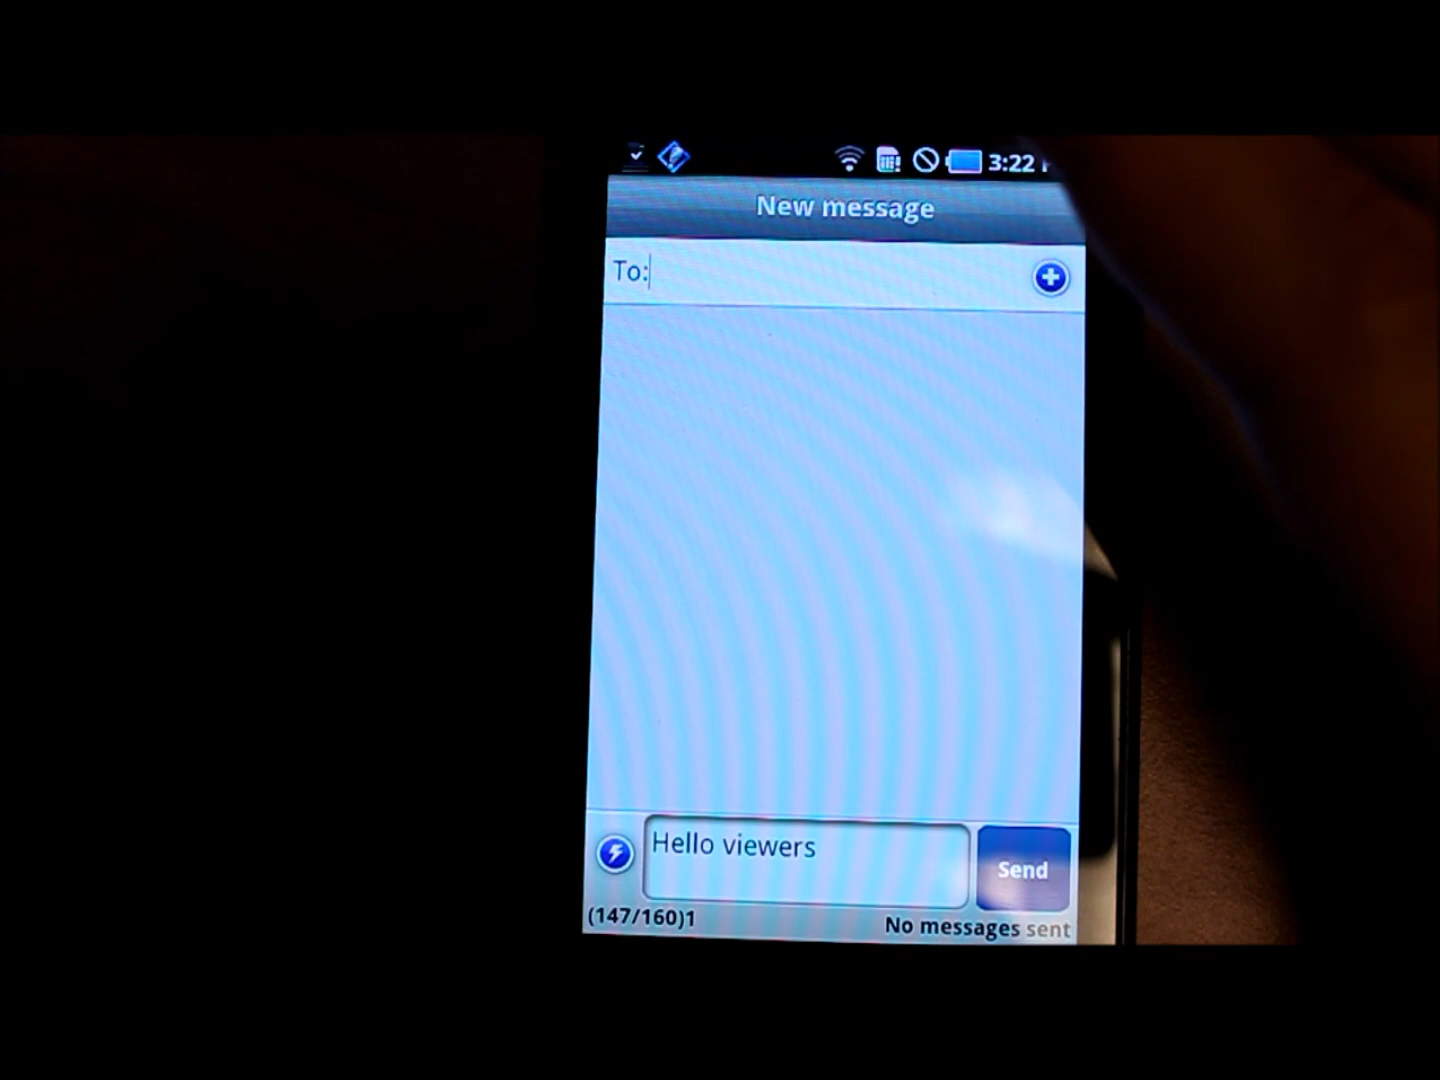 3:22
New message
To:
Hello viewers
Send
(147/160)1
No messages sent